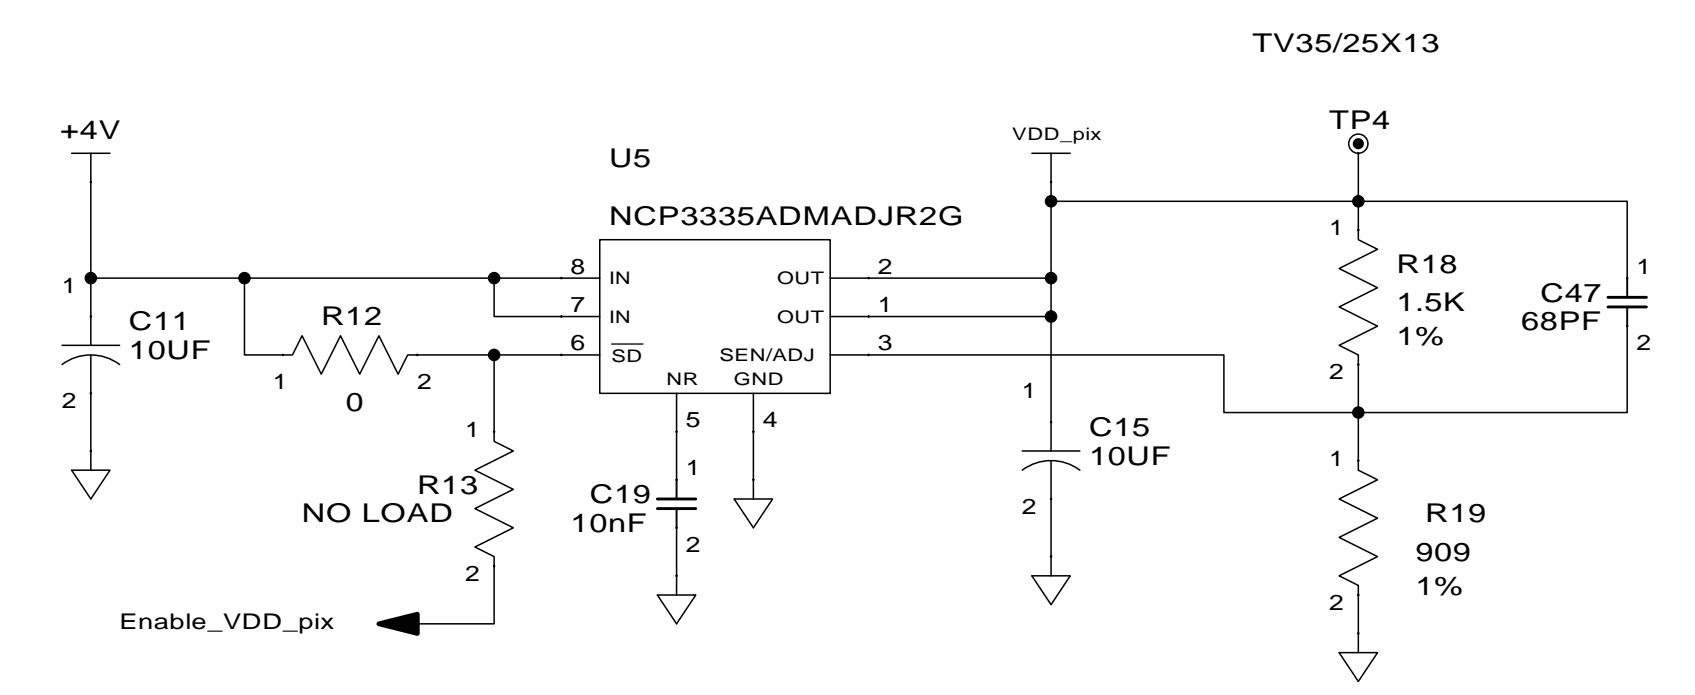 TV35/25X13
+4V
TP4
VDD_pix
U5
NCP3335ADMADJR2G
1
8
IN
OUT
2
1
R18
1.5K
1%
1
C47
68PF
2
1
C11
10UF
2
R12
1
2
0
7
IN
OUT
1
6
SD
SEN/ADJ
3
NR
GND
5
4
2
1
C15
10UF
2
1
R13
NO LOAD
2
1
C19
10nF
2
1
R19
909
1%
2
Enable_VDD_pix